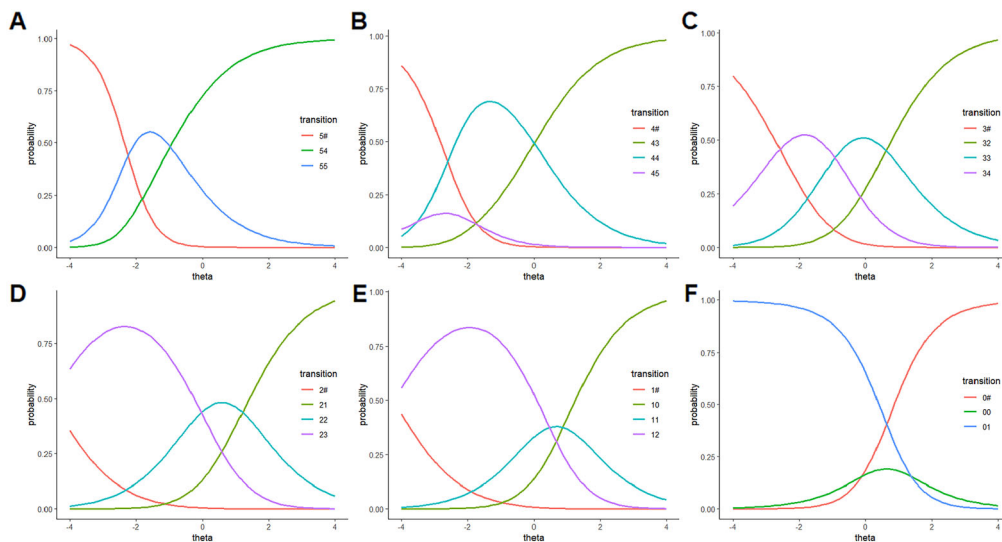 A
1.00
0.75
0.50
0.25
0.00
probability
-4 -2 0 2 4
theta
transition
5#
54
55
B
1.00
0.75
0.50
0.25
0.00
probability
-4 -2 0 2 4
theta
transition
4#
43
44
45
C
1.00
0.75
0.50
0.25
0.00
probability
-4 -2 0 2 4
theta
transition
3#
32
33
34
D
1.00
0.75
0.50
0.25
0.00
probability
-4 -2 0 2 4
theta
transition
2#
21
22
23
E
1.00
0.75
0.50
0.25
0.00
probability
-4 -2 0 2 4
theta
transition
1#
10
11
12
F
1.00
0.75
0.50
0.25
0.00
probability
-4 -2 0 2 4
theta
transition
0#
00
01